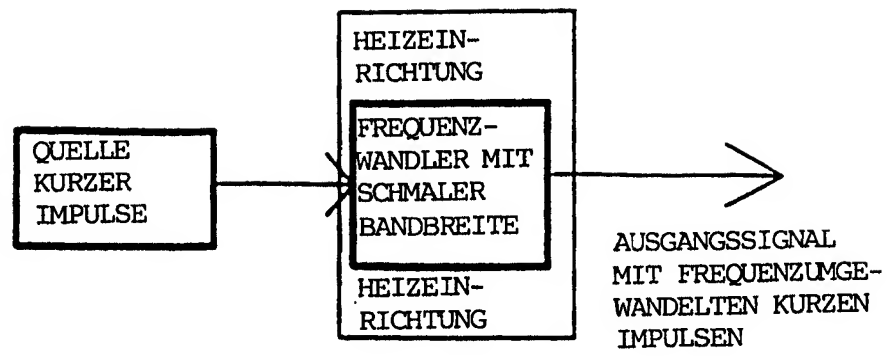 HEIZEIN-
RICHTUNG
QUELLE
KURZER
IMPULSE
FREQUENZ-
WANDLER MIT
SCHMALER
BANDBREITE
HEIZEIN-
RICHTUNG
AUSGANGSSIGNAL
MIT FREQUENZUMGE-
WANDELTEN KURZEN
IMPULSEN